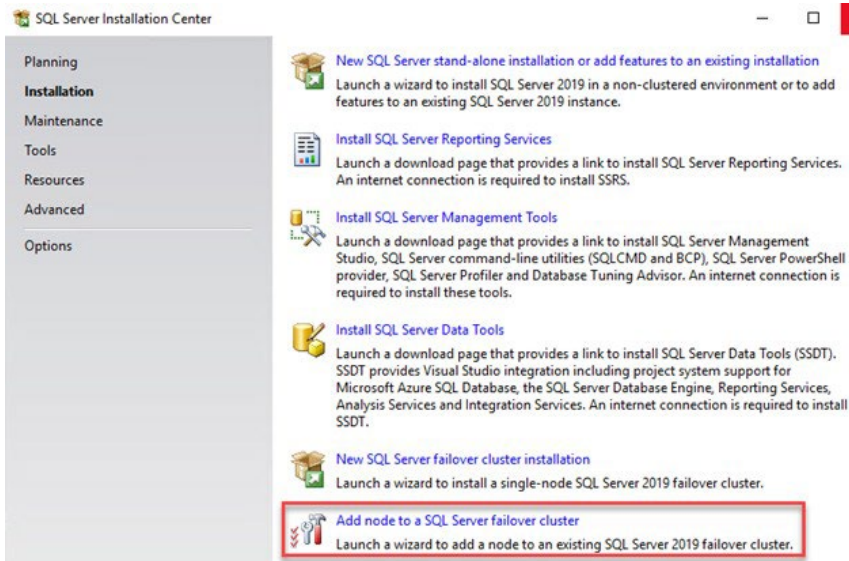 SQL Server Installation Center
Planning
Installation
Maintenance
Tools
Resources
Advanced
Options
New SQL Server stand-alone installation or add features to an existing installation
Launch a wizard to install SQL Server 2019 in a non-clustered environment or to add
features to an existing SQL Server 2019 instance.
Install SQL Server Reporting Services
Launch a download page that provides a link to install SQL Server Reporting Services.
An internet connection is required to install SSRS.
Install SQL Server Management Tools
Launch a download page that provides a link to install SQL Server Management
Studio, SQL Server command-line utilities (SQLCMD and BCP), SQL Server PowerShell
provider, SQL Server Profiler and Database Tuning Advisor. An internet connection is
required to install these tools.
Install SQL Server Data Tools
Launch a download page that provides a link to install SQL Server Data Tools (SSDT).
SSDT provides Visual Studio integration including project system support for
Microsoft Azure SQL Database, the SQL Server Database Engine, Reporting Services,
Analysis Services and Integration Services. An internet connection is required to install
SSDT.
New SQL Server failover cluster installation
Launch a wizard to install a single-node SQL Server 2019 failover cluster.
Add node to a SQL Server failover cluster
Launch a wizard to add a node to an existing SQL Server 2019 failover cluster.